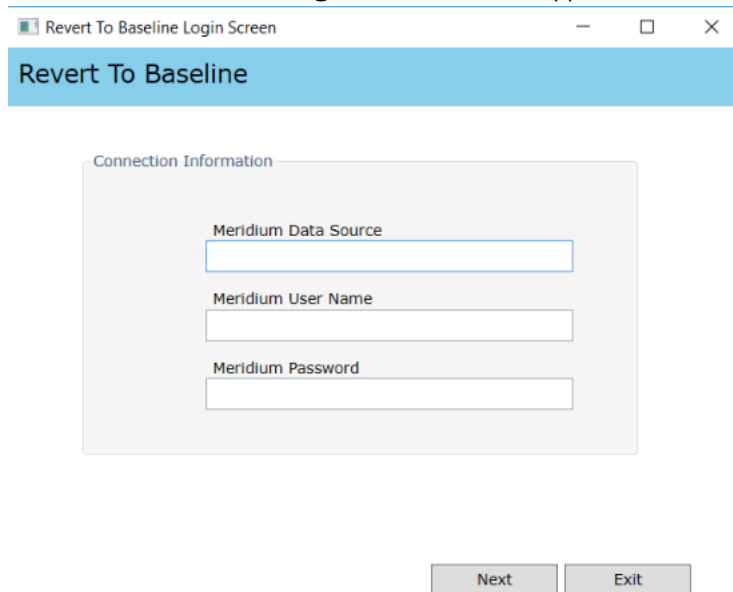 Revert To Baseline Login Screen
Revert To Baseline
Connection Information
Meridium Data Source
Meridium User Name
Meridium Password
Next Exit